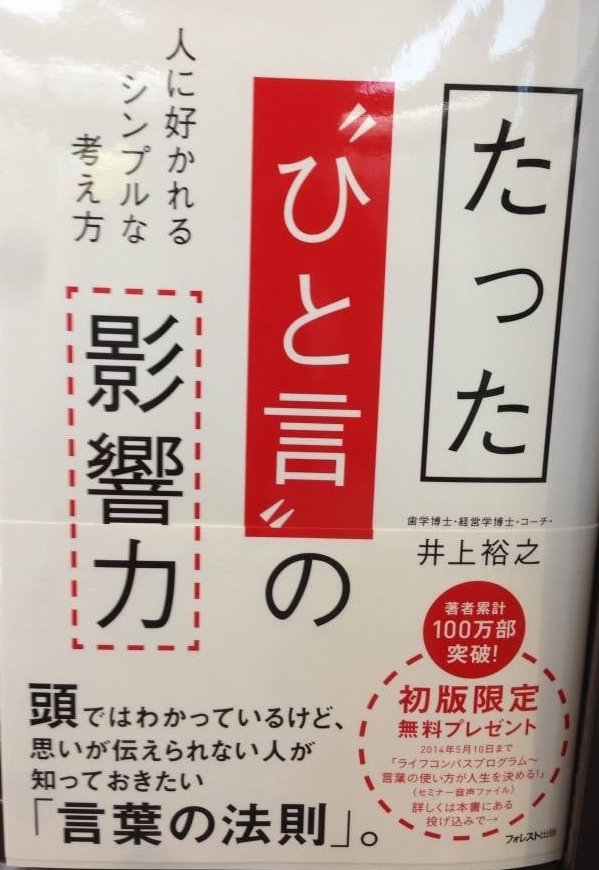 たった
〝ひと言〟の
影響力
人に好かれる
シンプルな
考え方
歯学博士・経営学博士・コーチ・
井上裕之
著者累計
100万部
突破!
初版限定
無料プレゼント
2014年5月10日まで
「ライフコンパスプログラム〜
言葉の使い方が人生を決める!」
(セミナー音声ファイル)
詳しくは本書にある
投げ込みで→
頭ではわかっているけど、
思いが伝えられない人が
知っておきたい
「言葉の法則」。
フォレスト出版